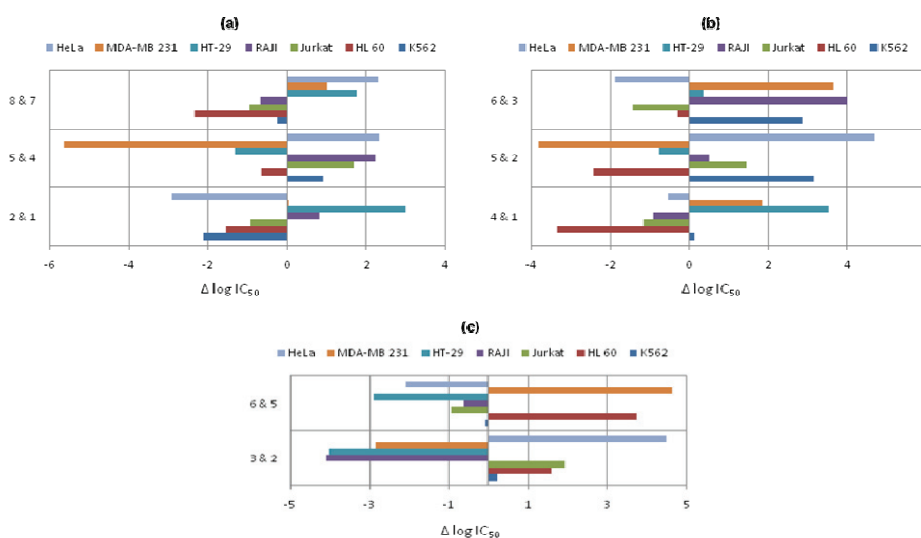 (a)
HeLa MDA-MB 231 HT-29 RAJI Jurkat HL 60 K562
8 & 7
5 & 4
2 & 1
-6 -4 -2 0 2 4
Δ log IC50
(b)
HeLa MDA-MB 231 HT-29 RAJI Jurkat HL 60 K562
6 & 3
5 & 2
4 & 1
-4 -2 0 2 4
Δ log IC50
(c)
HeLa MDA-MB 231 HT-29 RAJI Jurkat HL 60 K562
6 & 5
3 & 2
-5 -3 -1 1 3 5
Δ log IC50